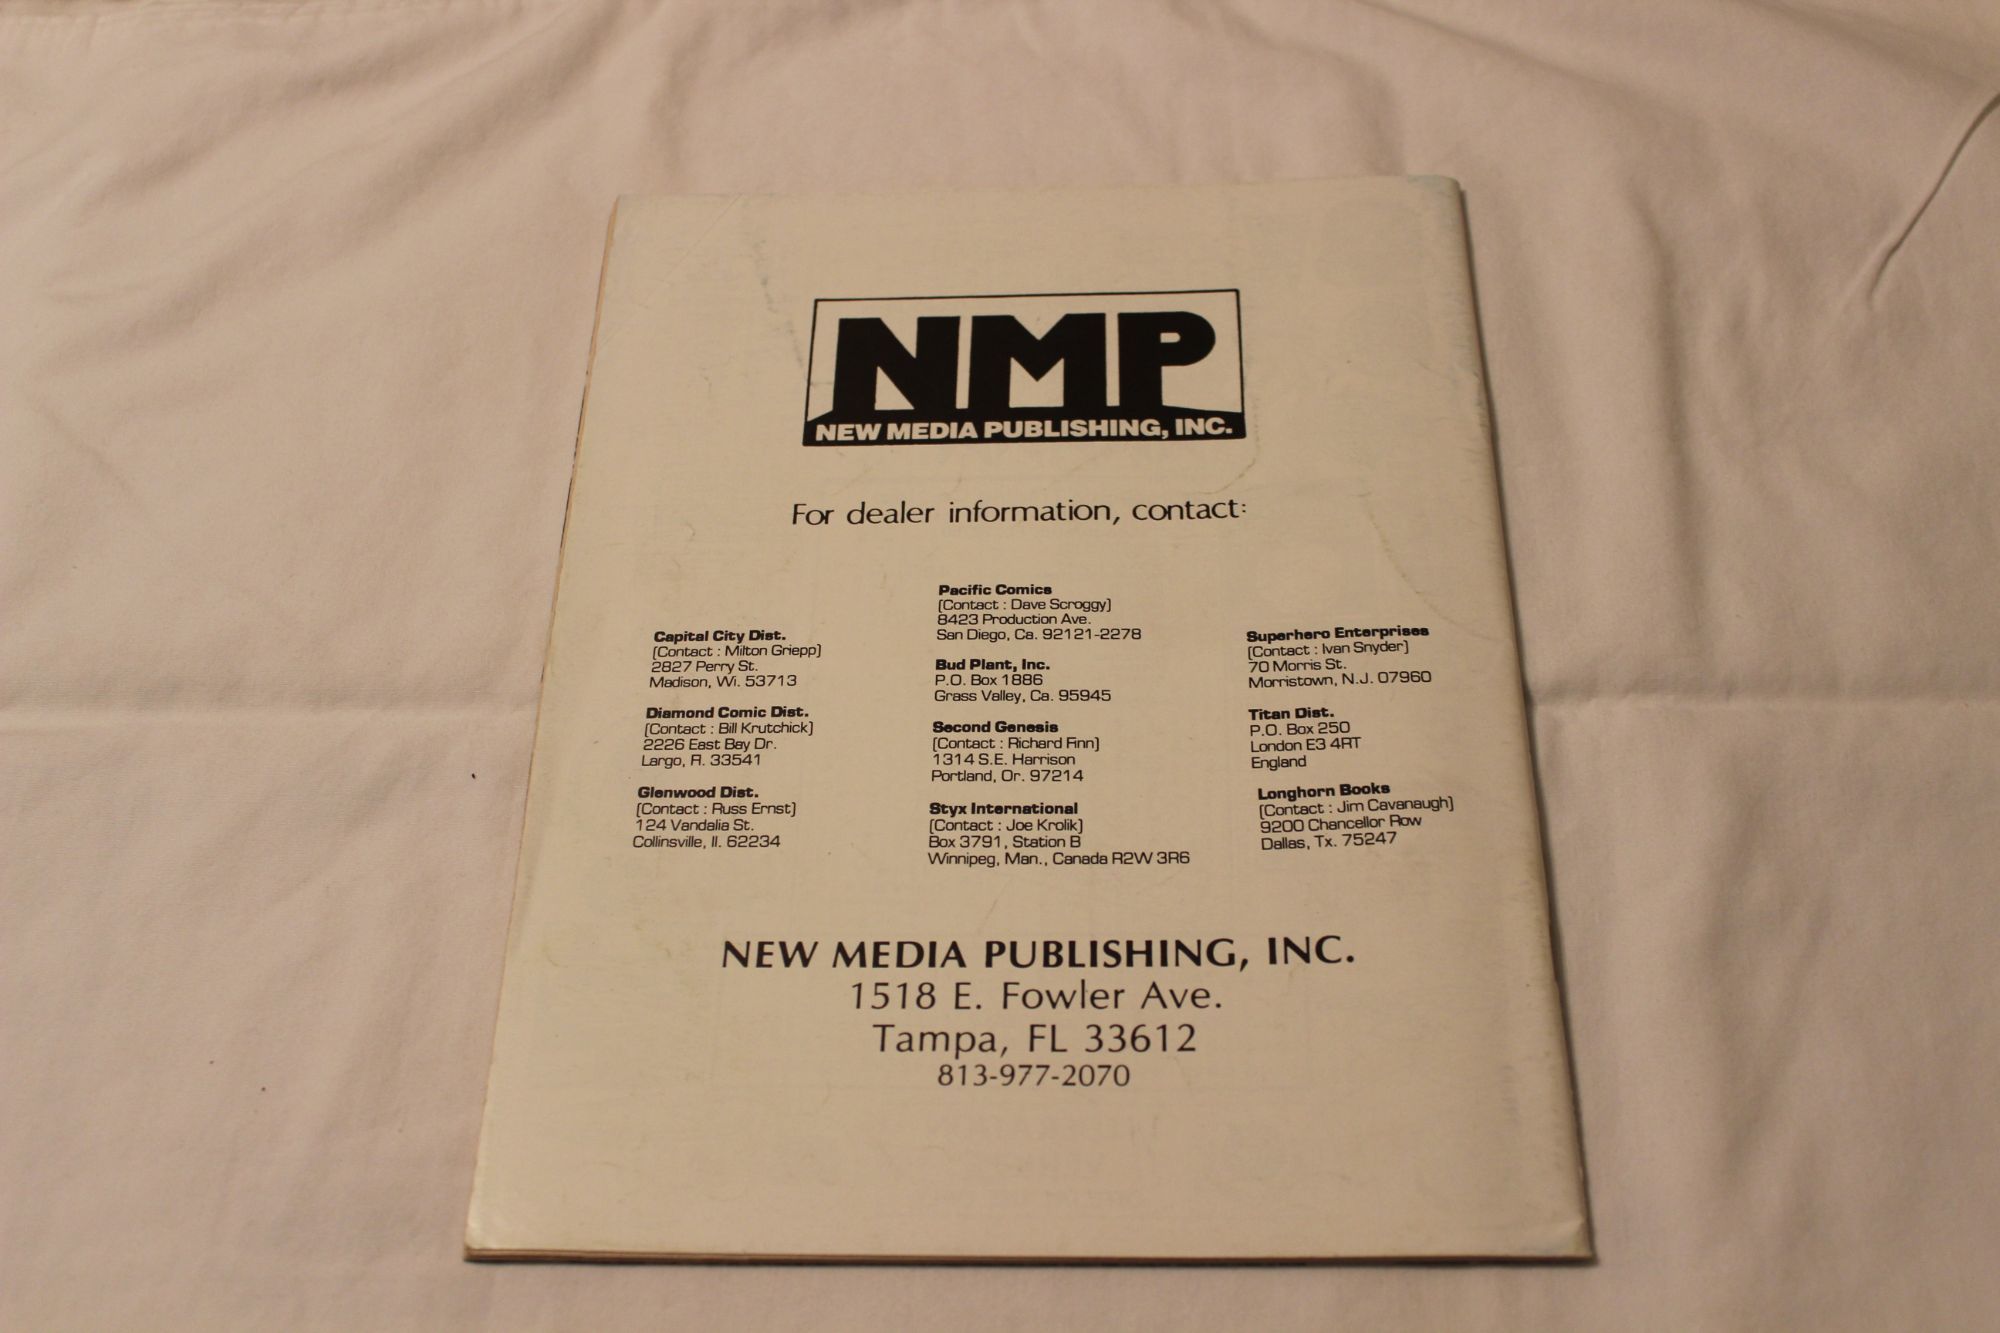 NMP
NEW MEDIA PUBLISHING, INC.
For dealer information, contact:
Capital City Dist.
(Contact : Milton Griepp)
2827 Perry St.
Madison, Wi. 53713
Diamond Comic Dist.
(Contact : Bill Krutchick)
2226 East Bay Dr.
Largo, Fl. 33541
Glenwood Dist.
(Contact : Russ Ernst)
124 Vandalia St.
Collinsville, Il. 62234
Pacific Comics
(Contact : Dave Scroggy)
8423 Production Ave.
San Diego, Ca. 92121-2278
Bud Plant, Inc.
P.O. Box 1886
Grass Valley, Ca. 95945
Second Genesis
(Contact : Richard Finn)
1314 S.E. Harrison
Portland, Or. 97214
Styx International
(Contact : Joe Krolik)
Box 3791, Station B
Winnipeg, Man., Canada R2W 3R6
Superhero Enterprises
(Contact : Ivan Snyder)
70 Morris St.
Morristown, N.J. 07960
Titan Dist.
P.O. Box 250
London E3 4RT
England
Longhorn Books
(Contact : Jim Cavanaugh)
9200 Chancellor Row
Dallas, Tx. 75247
NEW MEDIA PUBLISHING, INC.
1518 E. Fowler Ave.
Tampa, FL 33612
813-977-2070